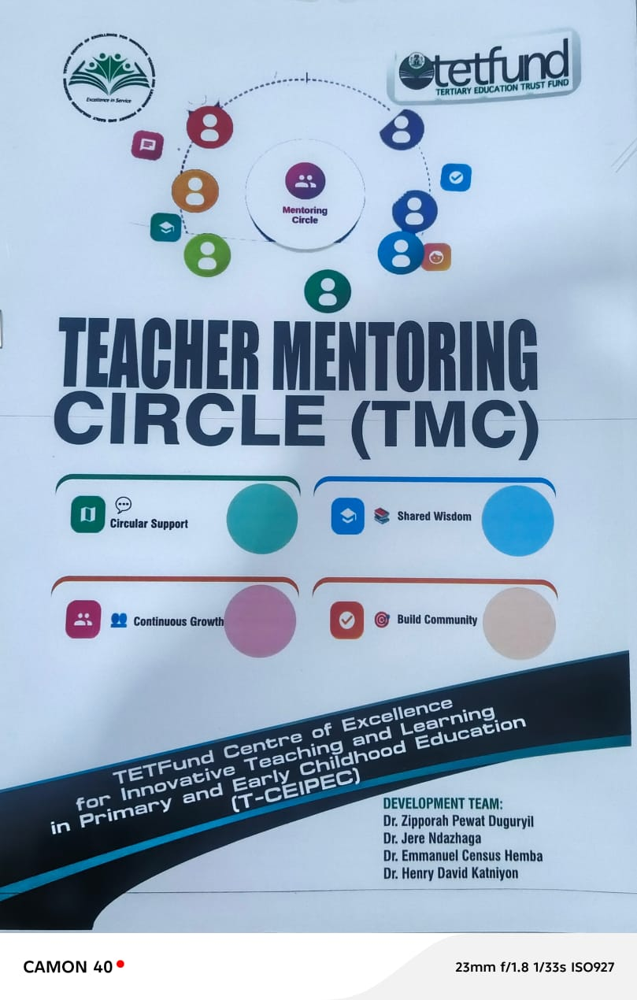 Excellence in Service
tetfund
TERTIARY EDUCATION TRUST FUND
Mentoring
Circle
TEACHER MENTORING
CIRCLE (TMC)
Circular Support
Shared Wisdom
Continuous Growth
Build Community
TETFund Centre of Excellence
for Innovative Teaching and Learning
in Primary and Early Childhood Education
(T-CEIPEC)
DEVELOPMENT TEAM:
Dr. Zipporah Pewat Duguryil
Dr. Jere Ndazhaga
Dr. Emmanuel Census Hemba
Dr. Henry David Katniyon
CAMON 40
23mm f/1.8 1/33s ISO927